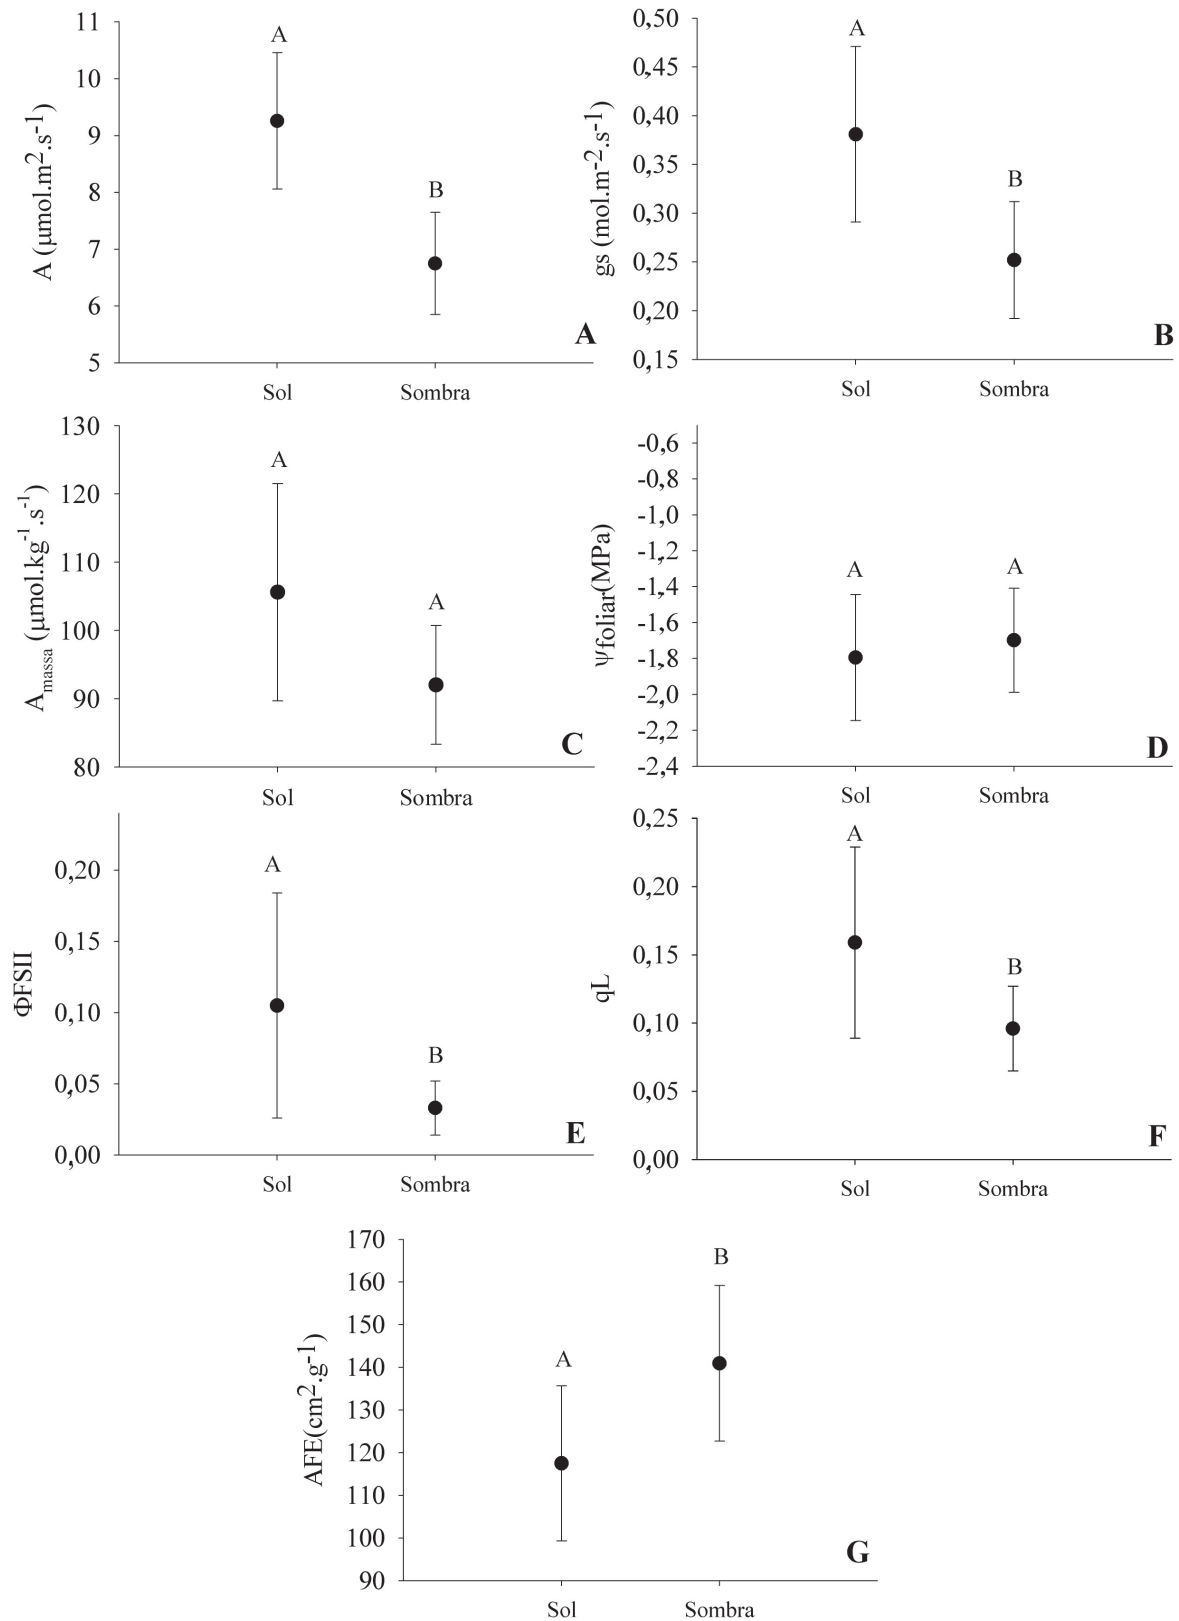 A (μmol.m2.s-1)
11
10
9
8
7
6
5
A
B
A
Sol
Sombra
gs (mol.m-2.s-1)
0,50
0,45
0,40
0,35
0,30
0,25
0,20
0,15
A
B
B
Sol
Sombra
Amassa (μmol.kg-1.s-1)
130
120
110
100
90
80
A
A
C
Sol
Sombra
ψfoliar(MPa)
-0,6
-0,8
-1,0
-1,2
-1,4
-1,6
-1,8
-2,0
-2,2
-2,4
A
A
D
Sol
Sombra
ΦFSII
0,20
0,15
0,10
0,05
0,00
A
B
E
Sol
Sombra
qL
0,25
0,20
0,15
0,10
0,05
0,00
A
B
F
Sol
Sombra
AFE(cm2.g-1)
170
160
150
140
130
120
110
100
90
A
B
G
Sol
Sombra